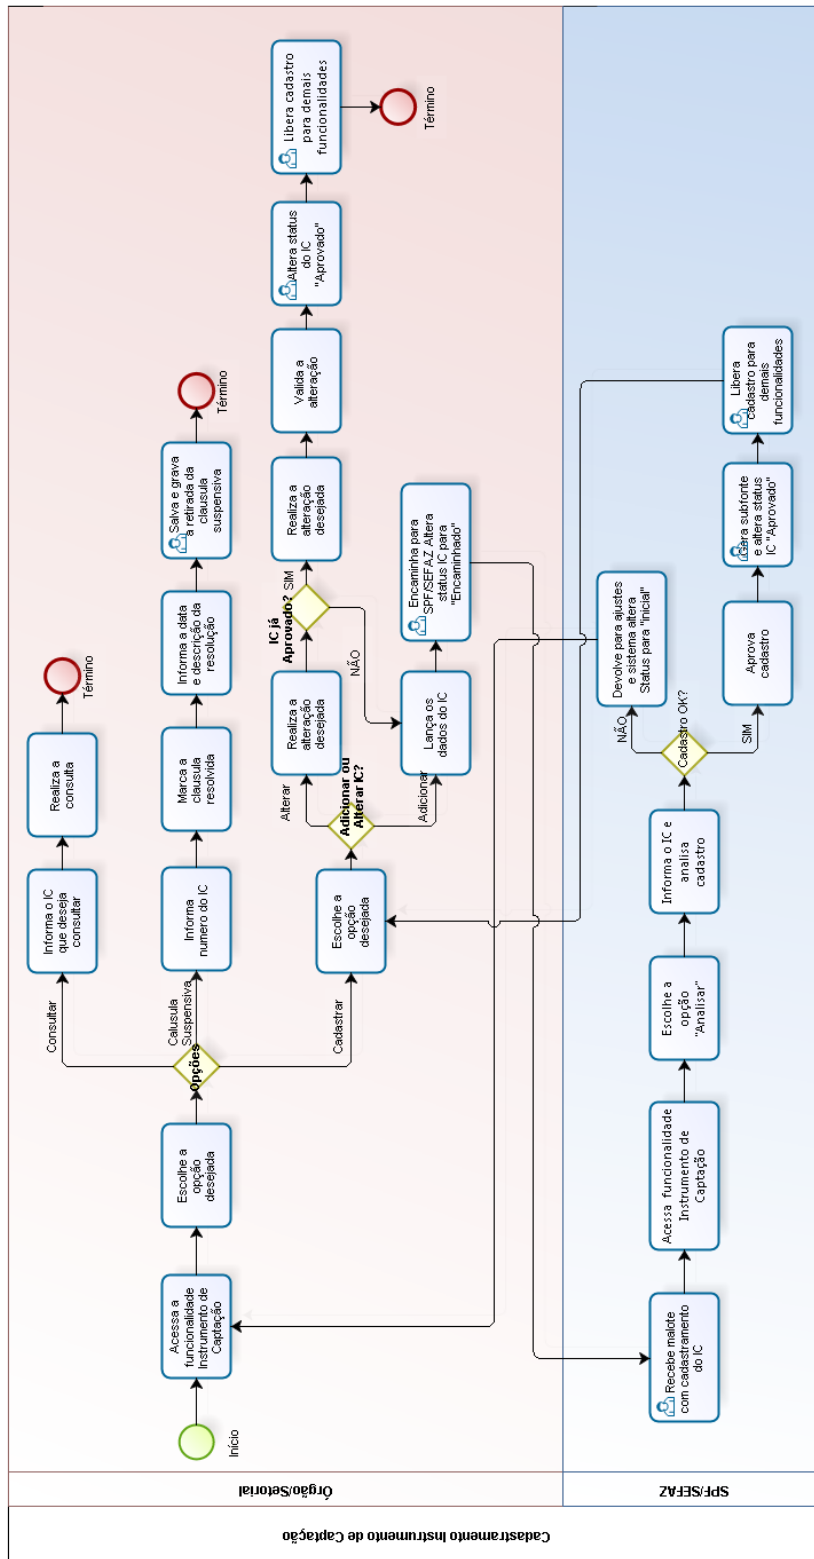 Cadastramento Instrumento de Captação
Órgão/Setorial
Início
Acessa a
funcionalidade
Instrumento de
Captação
Escolhe a
opção
desejada
Opções
Consultar
Informa o IC
que deseja
consultar
Realiza a
consulta
Término
Calusula
Suspensiva
Informa
numero do IC
Marca a
clausula
resolvida
Informa a data
e descrição da
resolução
Salva e grava
a retirada da
clausula
suspensiva
Término
Cadastrar
Escolhe a
opção
desejada
Adicionar ou
Alterar IC?
Alterar
Realiza a
alteração
desejada
IC já
Aprovado?
SIM
Realiza a
alteração
desejada
Valida a
alteração
Altera status
do IC
"Aprovado"
Libera cadastro
para demais
funcionalidades
Término
NÃO
Adicionar
Lança os
dados do IC
Encaminha para
SPF/SEFAZ Altera
status IC para
"Encaminhado"
SPF/SEFAZ
Recebe malote
com cadastramento
do IC
Acessa funcionalidade
Instrumento de
Captação
Escolhe a
opção
"Analisar"
Informa o IC e
analisa
cadastro
Cadastro OK?
NÃO
Devolve para ajustes
e sistema altera
Status para "Inicial"
SIM
Aprova
cadastro
Gera subfonte
e altera status
IC "Aprovado"
Libera
cadastro para
demais
funcionalidades